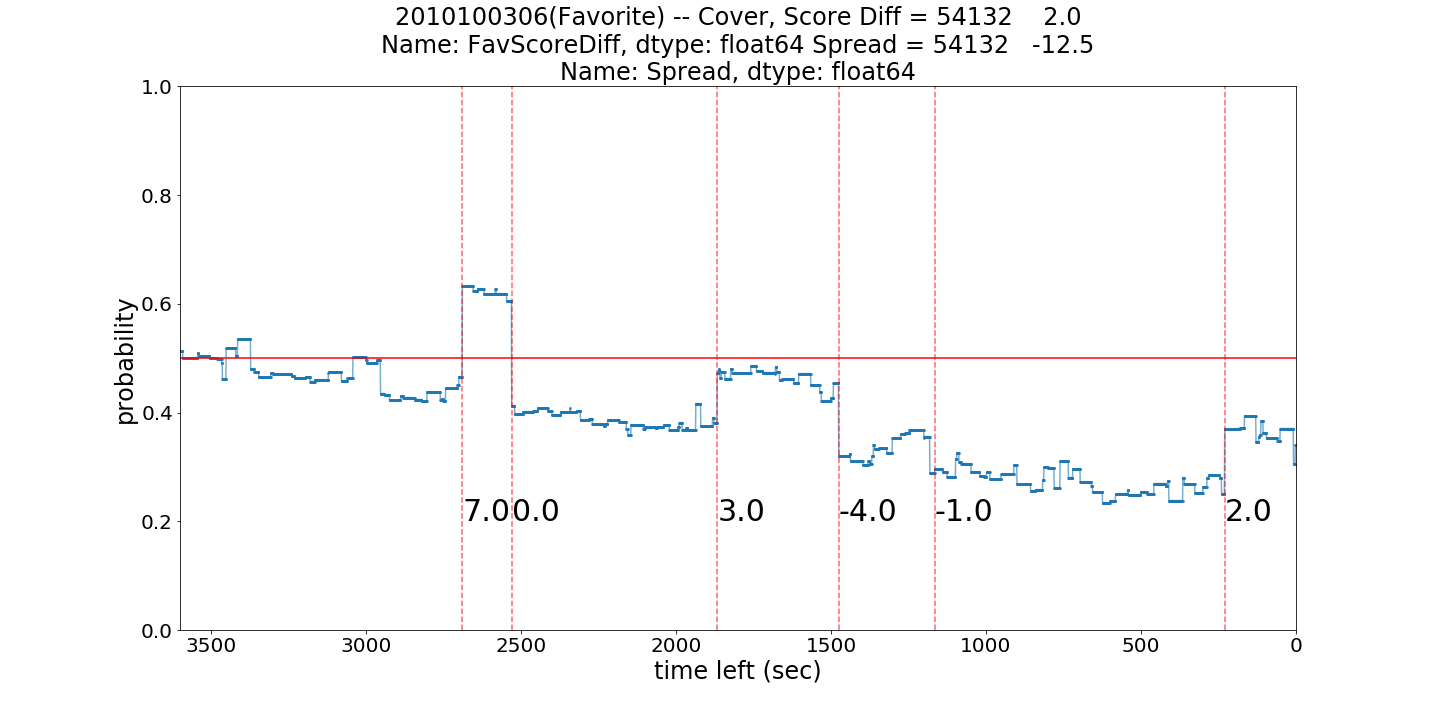 2010100306(Favorite) -- Cover, Score Diff = 54132    2.0
Name: FavScoreDiff, dtype: float64 Spread = 54132   -12.5
Name: Spread, dtype: float64
1.0
0.8
0.6
0.4
0.2
0.0
probability
7.0
0.0
3.0
-4.0
-1.0
2.0
3500 3000 2500 2000 1500 1000 500 0
time left (sec)